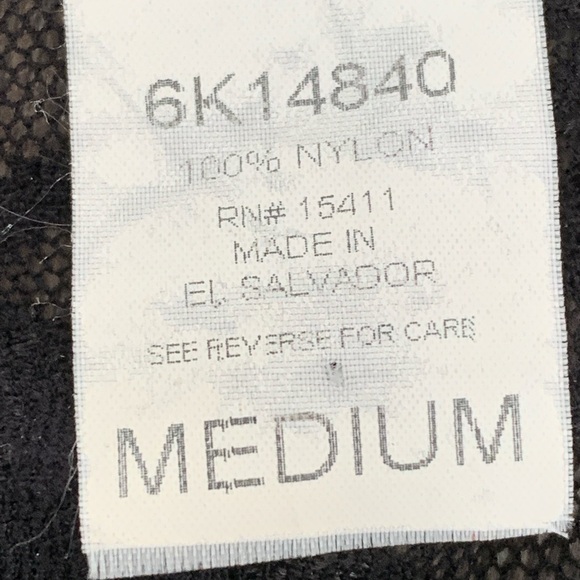 6K14840
100% NYLON
RN# 15411
MADE IN
EL SALVADOR
SEE REVERSE FOR CARE
MEDIUM